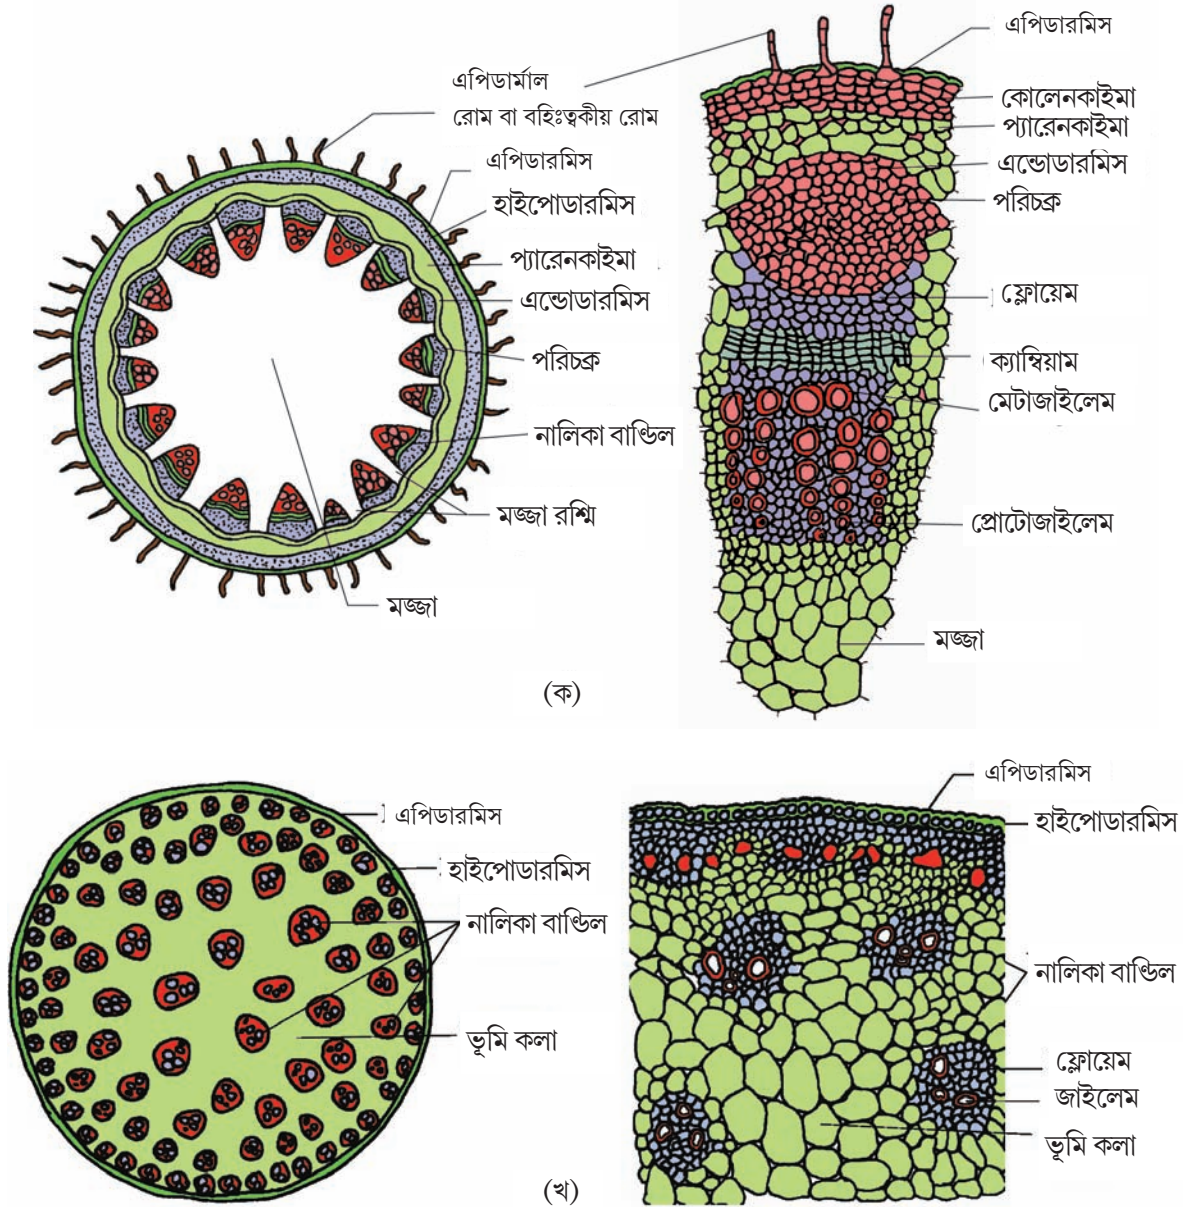 এপিডার্মাল
রোম বা বহিঃত্বকীয় রোম
এপিডারমিস
হাইপোডারমিস
প্যারেনকাইমা
এন্ডোডারমিস
পরিচক্র
নালিকা বাণ্ডিল
মজ্জা রশ্মি
মজ্জা
এপিডারমিস
কোলেনকাইমা
প্যারেনকাইমা
এন্ডোডারমিস
পরিচক্র
ফ্লোয়েম
ক্যাম্বিয়াম
মেটাজাইলেম
প্রোটোজাইলেম
মজ্জা
(ক)
এপিডারমিস
হাইপোডারমিস
নালিকা বাণ্ডিল
ভূমি কলা
এপিডারমিস
হাইপোডারমিস
নালিকা বাণ্ডিল
ফ্লোয়েম
জাইলেম
ভূমি কলা
(খ)